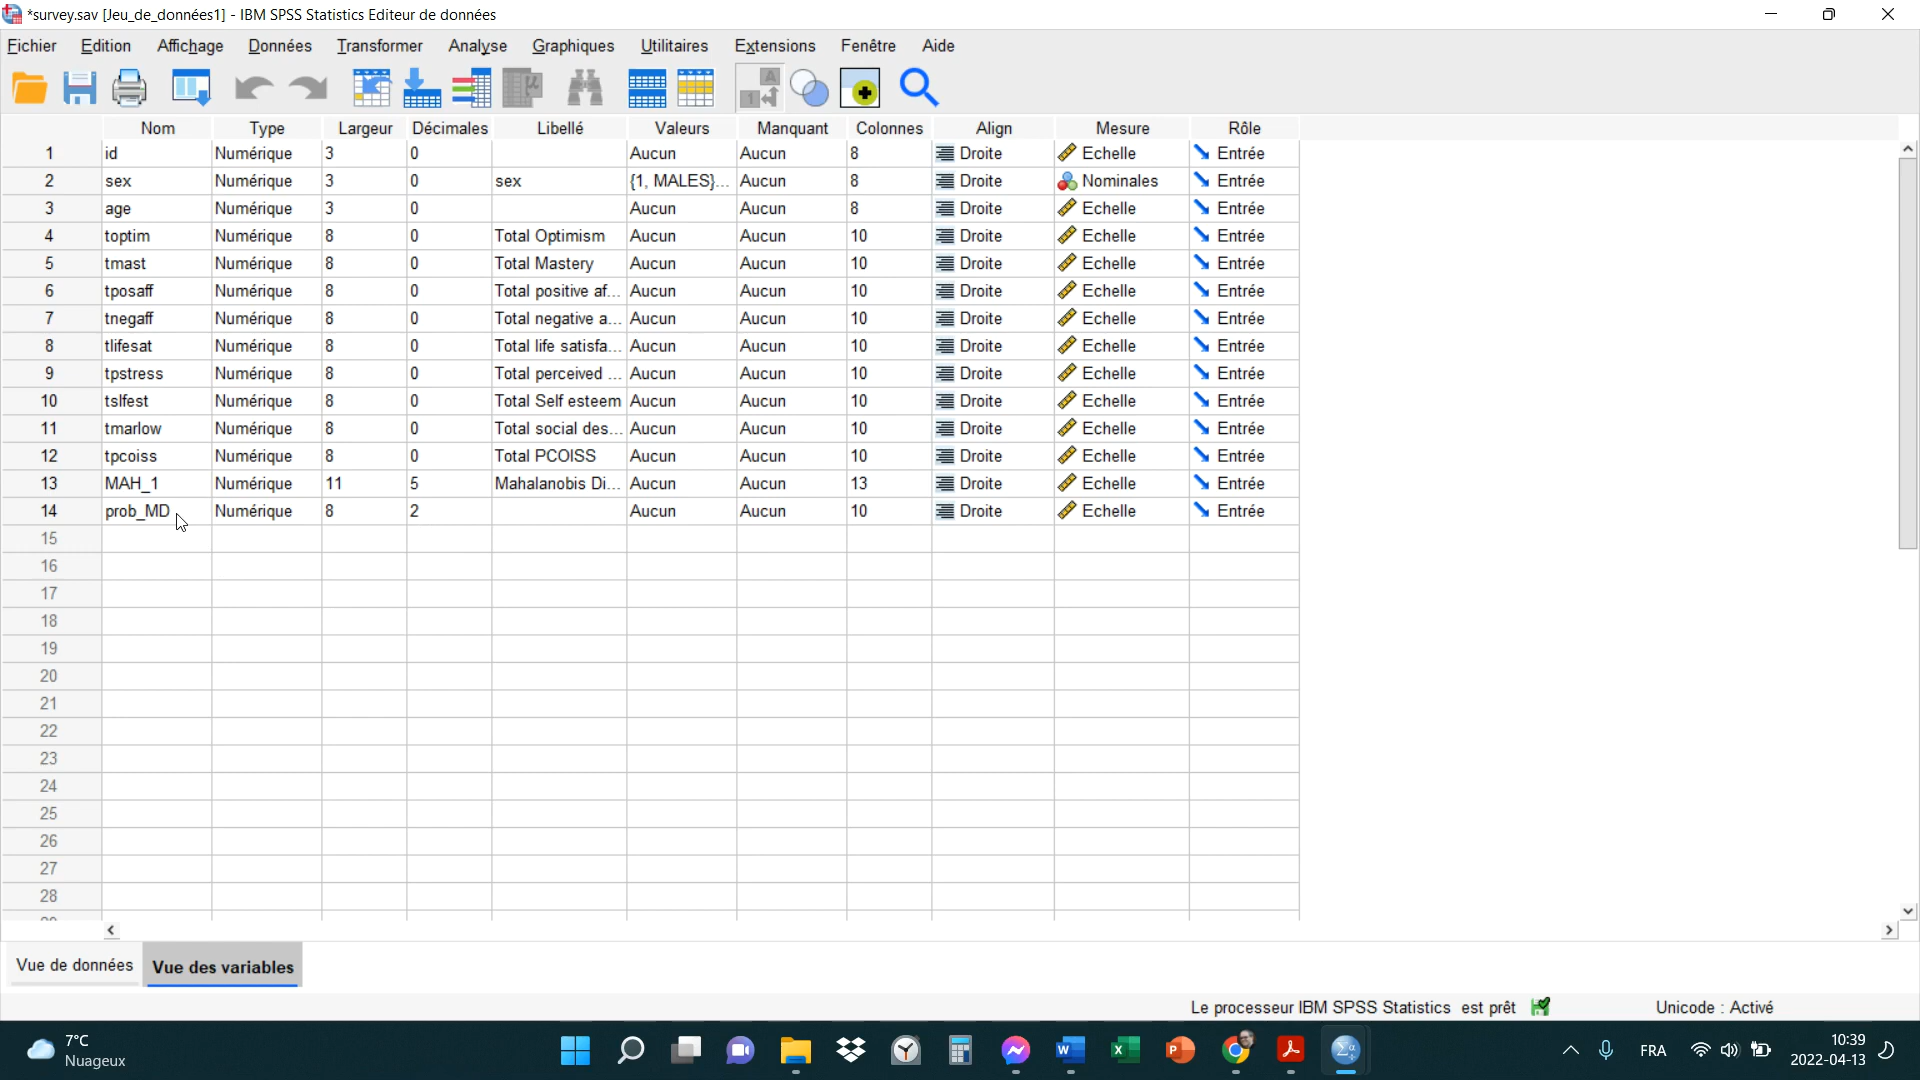 *survey.sav [Jeu_de_données1] - IBM SPSS Statistics Editeur de données
Fichier Edition Affichage Données Transformer Analyse Graphiques Utilitaires Extensions Fenêtre Aide
Nom Type Largeur Décimales Libellé Valeurs Manquant Colonnes Align Mesure Rôle
1 id Numérique 3 0 Aucun Aucun 8 Droite Echelle Entrée
2 sex Numérique 3 0 sex {1, MALES}... Aucun 8 Droite Nominales Entrée
3 age Numérique 3 0 Aucun Aucun 8 Droite Echelle Entrée
4 toptim Numérique 8 0 Total Optimism Aucun Aucun 10 Droite Echelle Entrée
5 tmast Numérique 8 0 Total Mastery Aucun Aucun 10 Droite Echelle Entrée
6 tposaff Numérique 8 0 Total positive af... Aucun Aucun 10 Droite Echelle Entrée
7 tnegaff Numérique 8 0 Total negative a... Aucun Aucun 10 Droite Echelle Entrée
8 tlifesat Numérique 8 0 Total life satisfa... Aucun Aucun 10 Droite Echelle Entrée
9 tpstress Numérique 8 0 Total perceived ... Aucun Aucun 10 Droite Echelle Entrée
10 tslfest Numérique 8 0 Total Self esteem Aucun Aucun 10 Droite Echelle Entrée
11 tmarlow Numérique 8 0 Total social des... Aucun Aucun 10 Droite Echelle Entrée
12 tpcoiss Numérique 8 0 Total PCOISS Aucun Aucun 10 Droite Echelle Entrée
13 MAH_1 Numérique 11 5 Mahalanobis Di... Aucun Aucun 13 Droite Echelle Entrée
14 prob_MD Numérique 8 2 Aucun Aucun 10 Droite Echelle Entrée
15
16
17
18
19
20
21
22
23
24
25
26
27
28
Vue de données Vue des variables
Le processeur IBM SPSS Statistics est prêt Unicode : Activé
7°C
Nuageux
FRA
10:39
2022-04-13